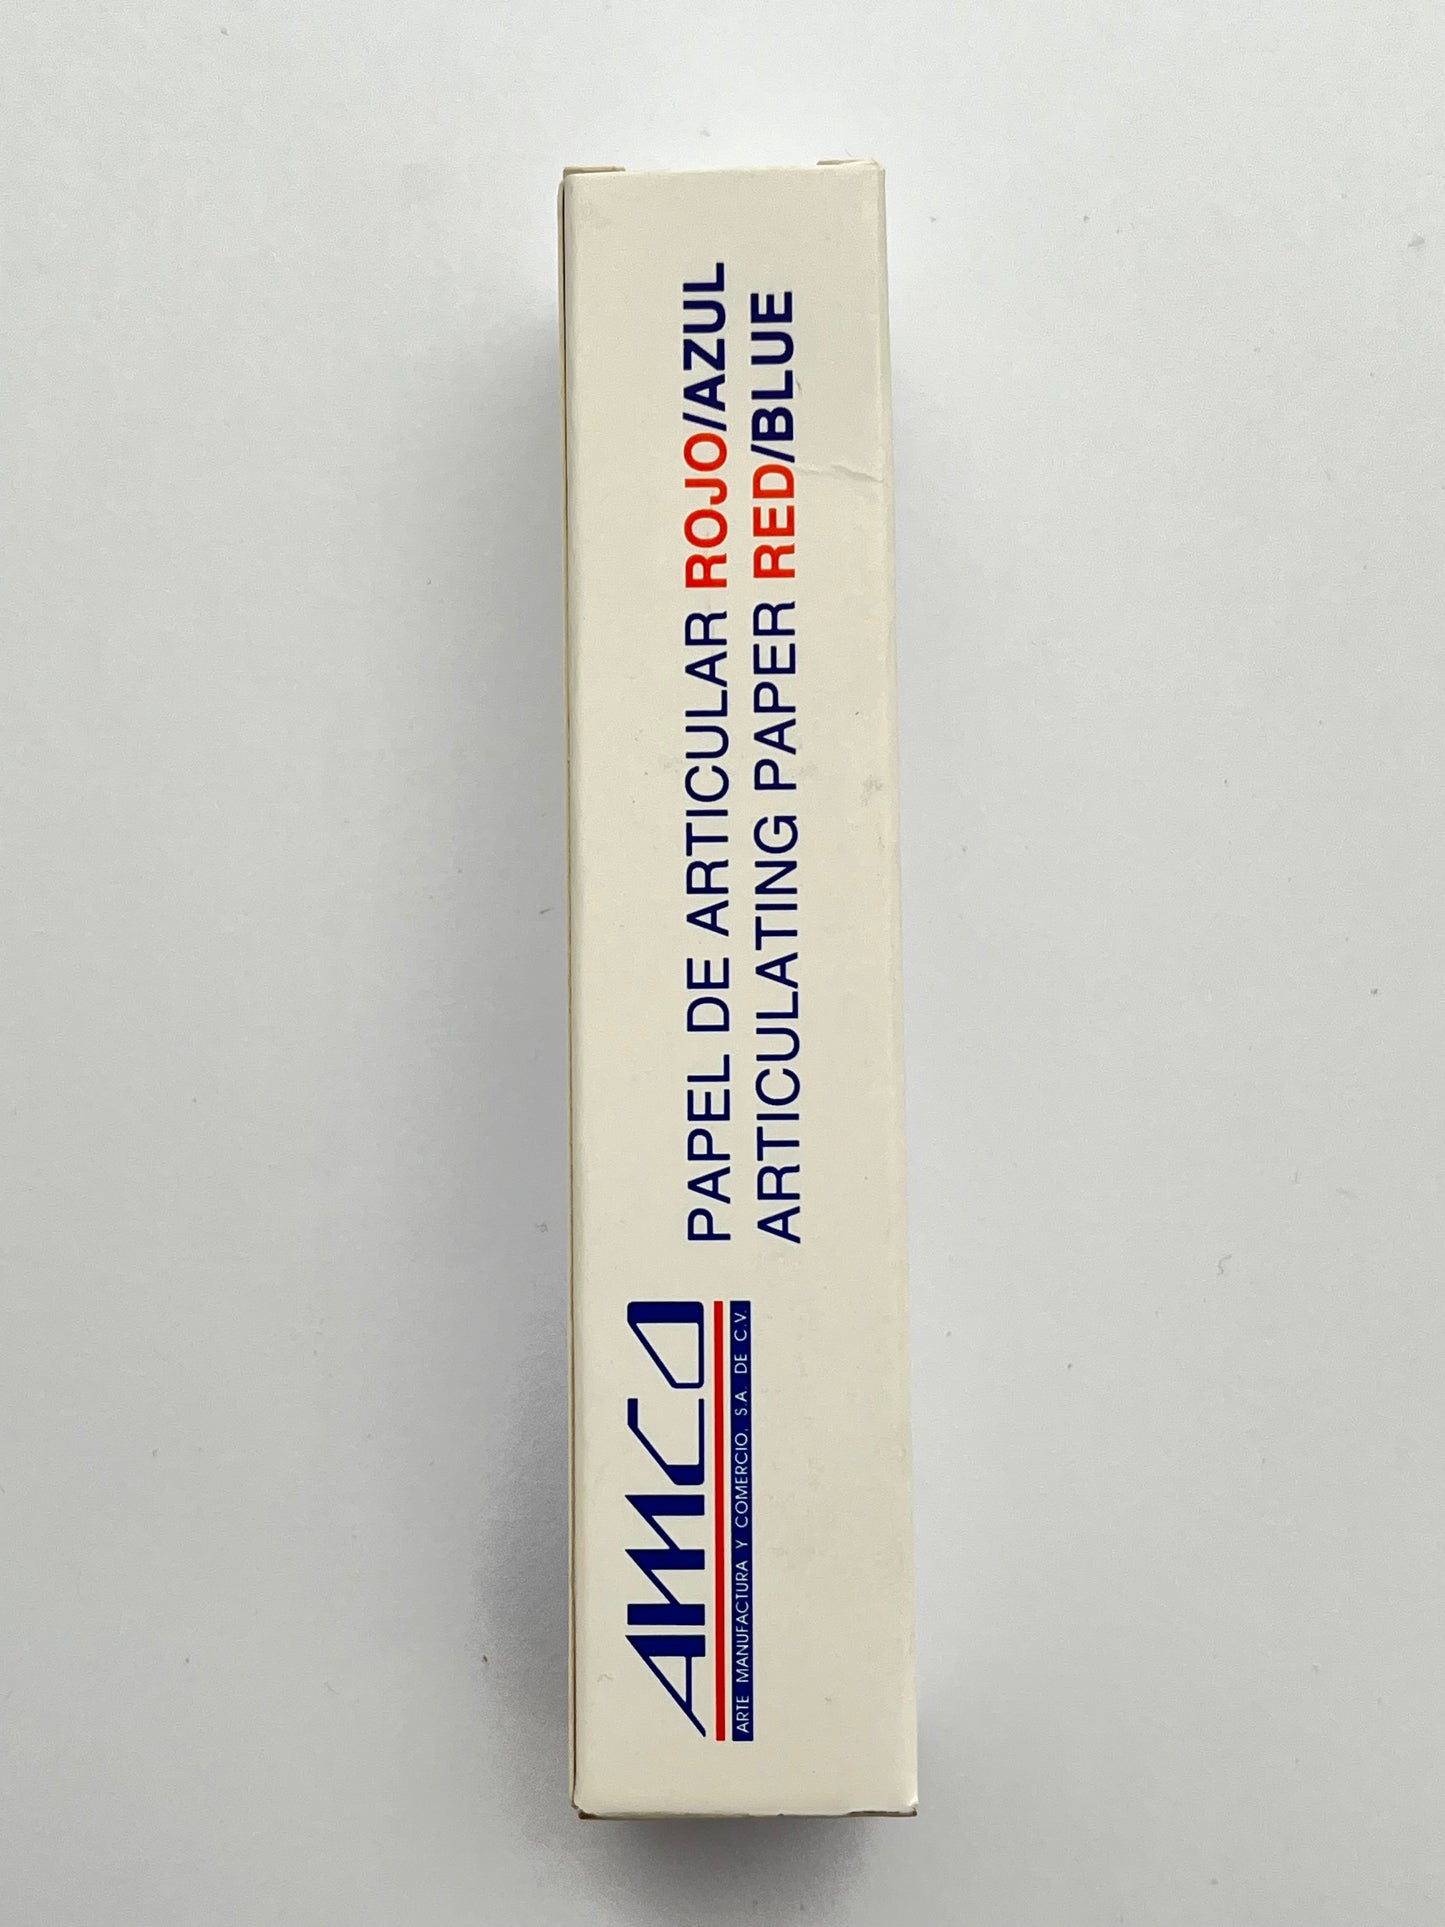 AMCO
ARTE MANUFACTURA Y COMERCIO, S.A. DE C.V.
PAPEL DE ARTICULAR ROJO/AZUL
ARTICULATING PAPER RED/BLUE